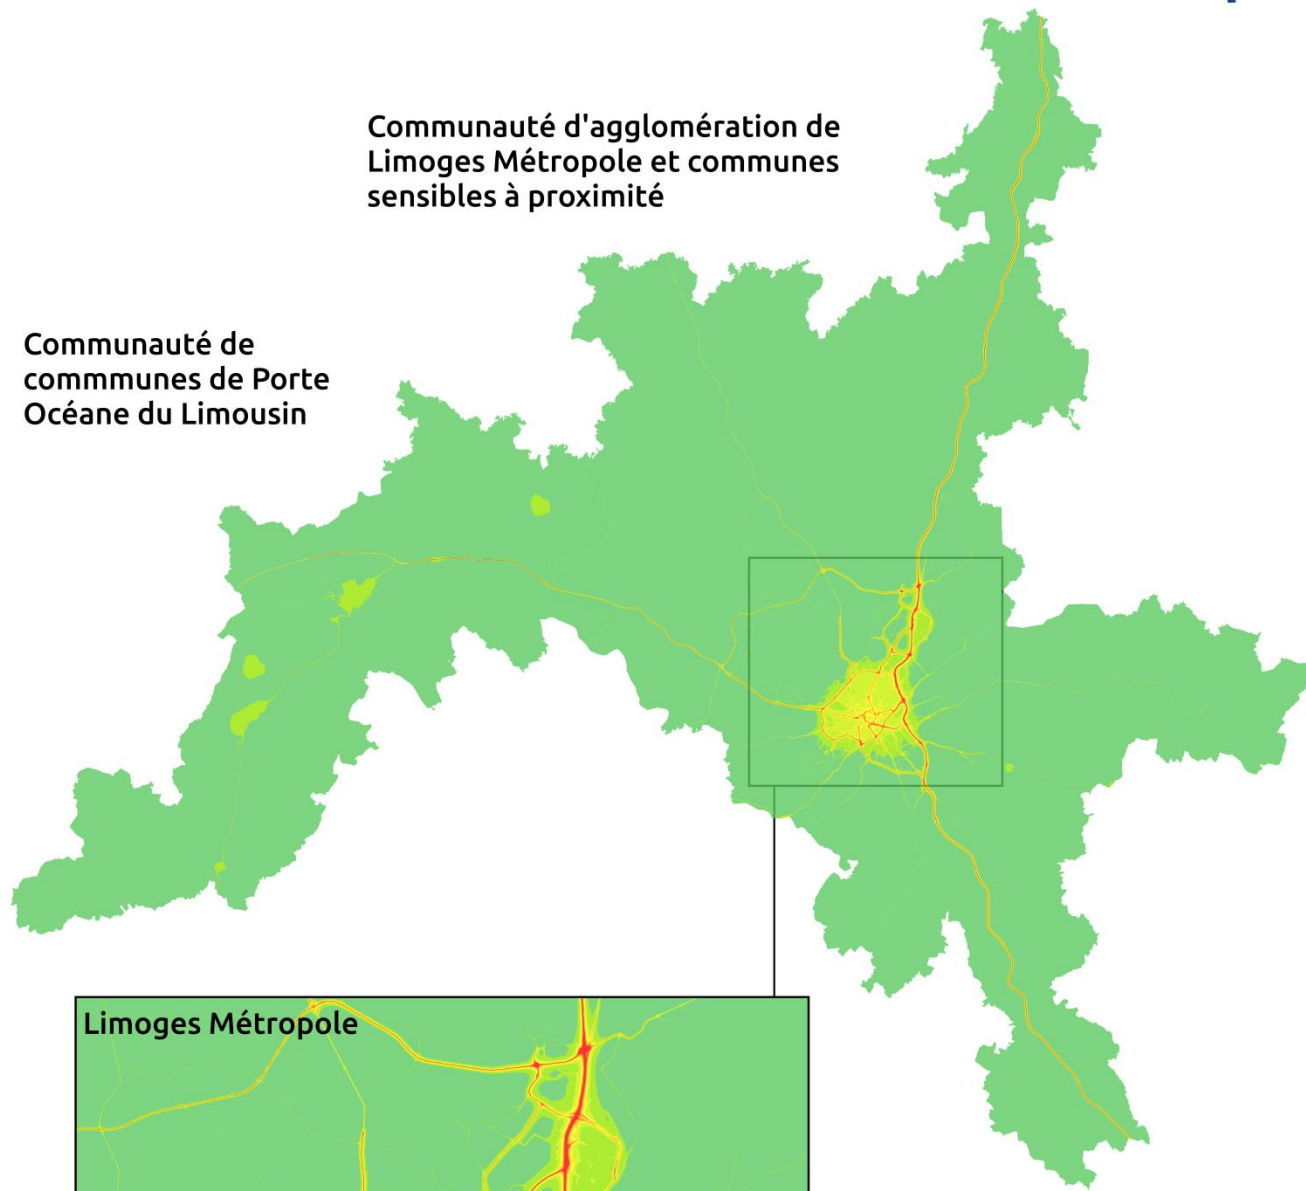 Communauté d'agglomération de
Limoges Métropole et communes
sensibles à proximité
Communauté de
commmunes de Porte
Océane du Limousin
Limoges Métropole